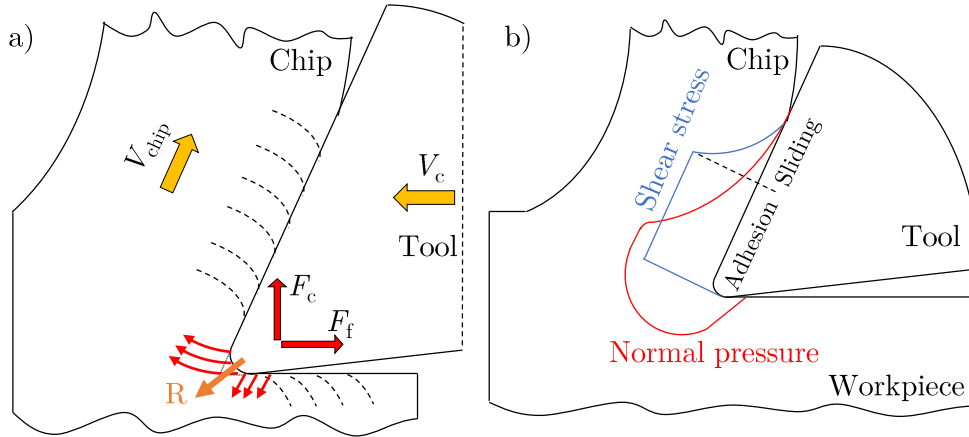 a)
Chip
V_chip
V_c
Tool
F_c
F_f
R
b)
Chip
Shear stress
Sliding
Adhesion
Tool
Normal pressure
Workpiece